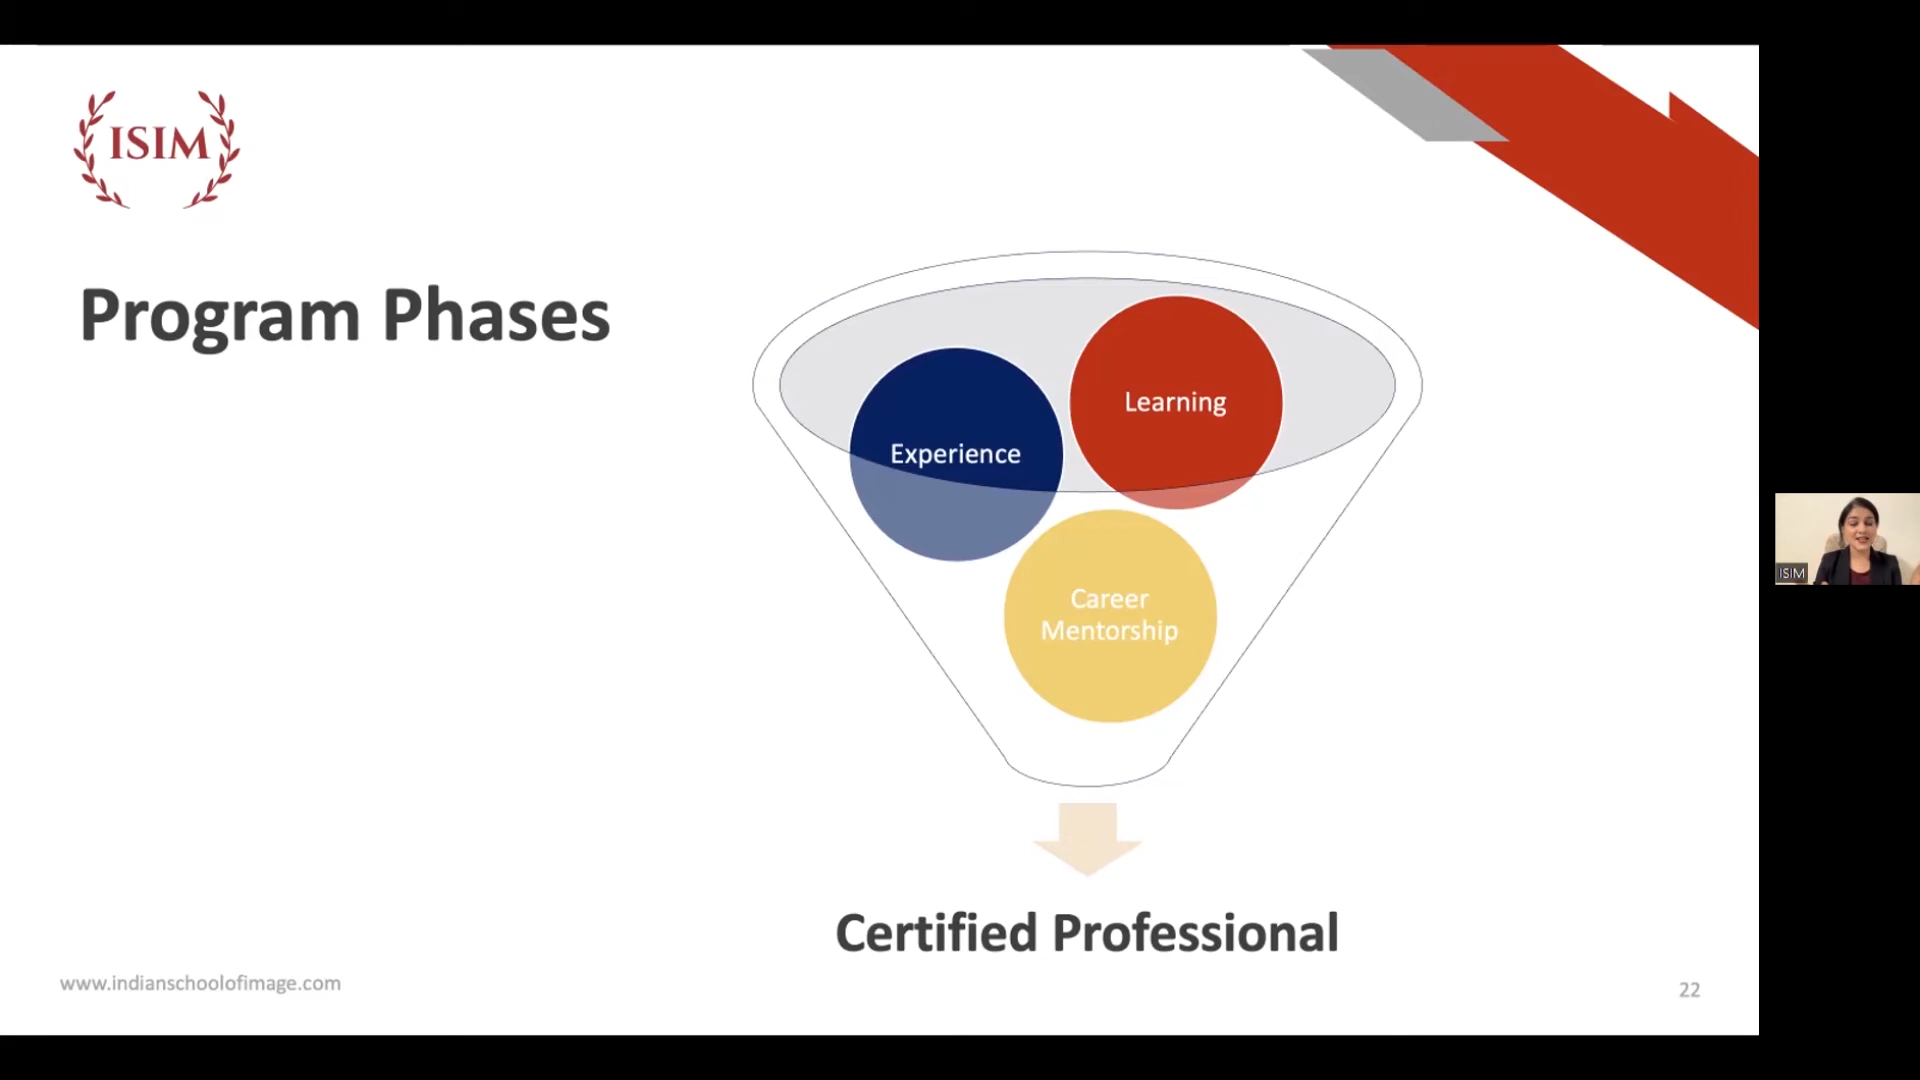 ISIM
Program Phases
Learning
Experience
Career
Mentorship
Certified Professional
www.indianschoolofimage.com
22
ISIM